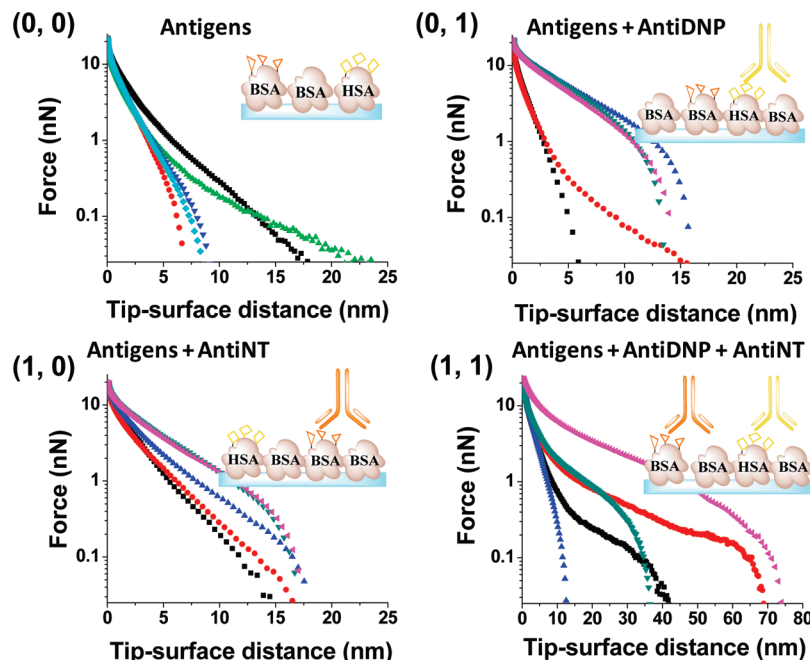 (0, 0)
Antigens
BSA
BSA
HSA
10
1
0.1
Force (nN)
0
5
10
15
20
25
Tip-surface distance (nm)
(0, 1)
Antigens + AntiDNP
BSA
BSA
HSA
BSA
10
1
0.1
Force (nN)
0
5
10
15
20
25
Tip-surface distance (nm)
(1, 0)
Antigens + AntiNT
HSA
BSA
BSA
BSA
10
1
0.1
Force (nN)
0
5
10
15
20
25
Tip-surface distance (nm)
(1, 1)
Antigens + AntiDNP + AntiNT
BSA
BSA
HSA
BSA
10
1
0.1
Force (nN)
0
10
20
30
40
50
60
70
80
Tip-surface distance (nm)